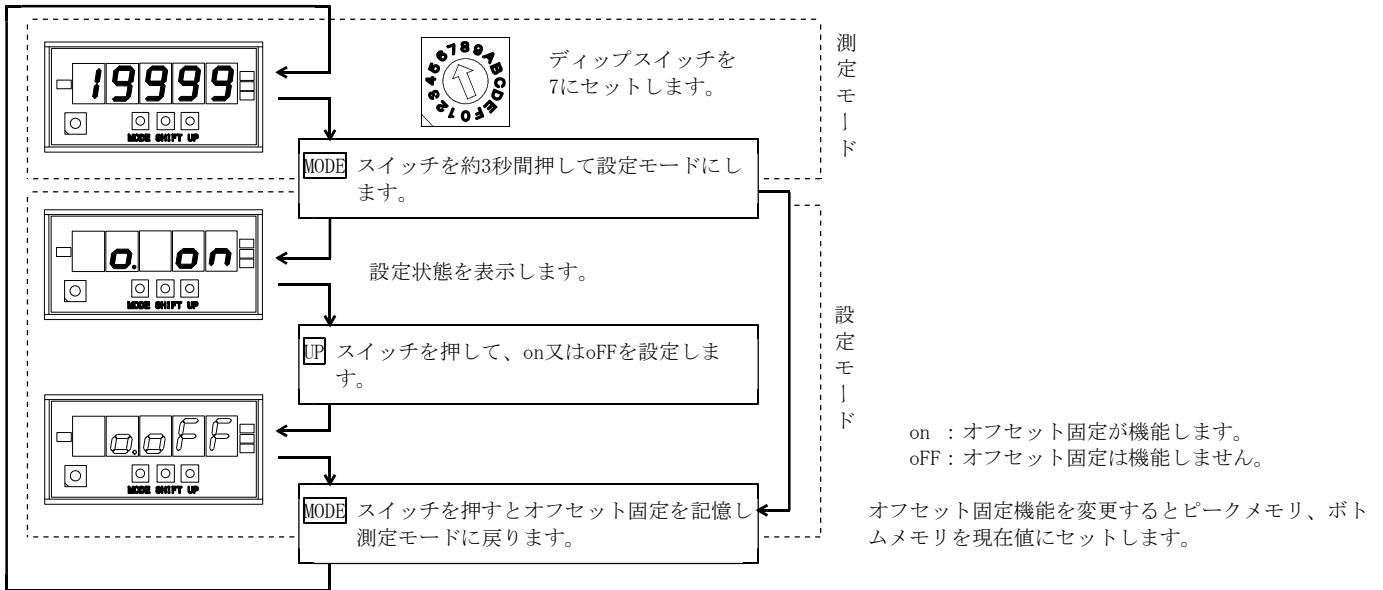 19999
MODE SHIFT UP
456789ABCDEF0123
ディップスイッチを
7にセットします。
測定モード
MODE スイッチを約3秒間押して設定モードにし
ます。
o. on
MODE SHIFT UP
設定状態を表示します。
UP スイッチを押して、on又はoFFを設定しま
す。
設定モード
o.oFF
MODE SHIFT UP
on :オフセット固定が機能します。
oFF:オフセット固定は機能しません。
MODE スイッチを押すとオフセット固定を記憶し
測定モードに戻ります。
オフセット固定機能を変更するとピークメモリ、ボト
ムメモリを現在値にセットします。